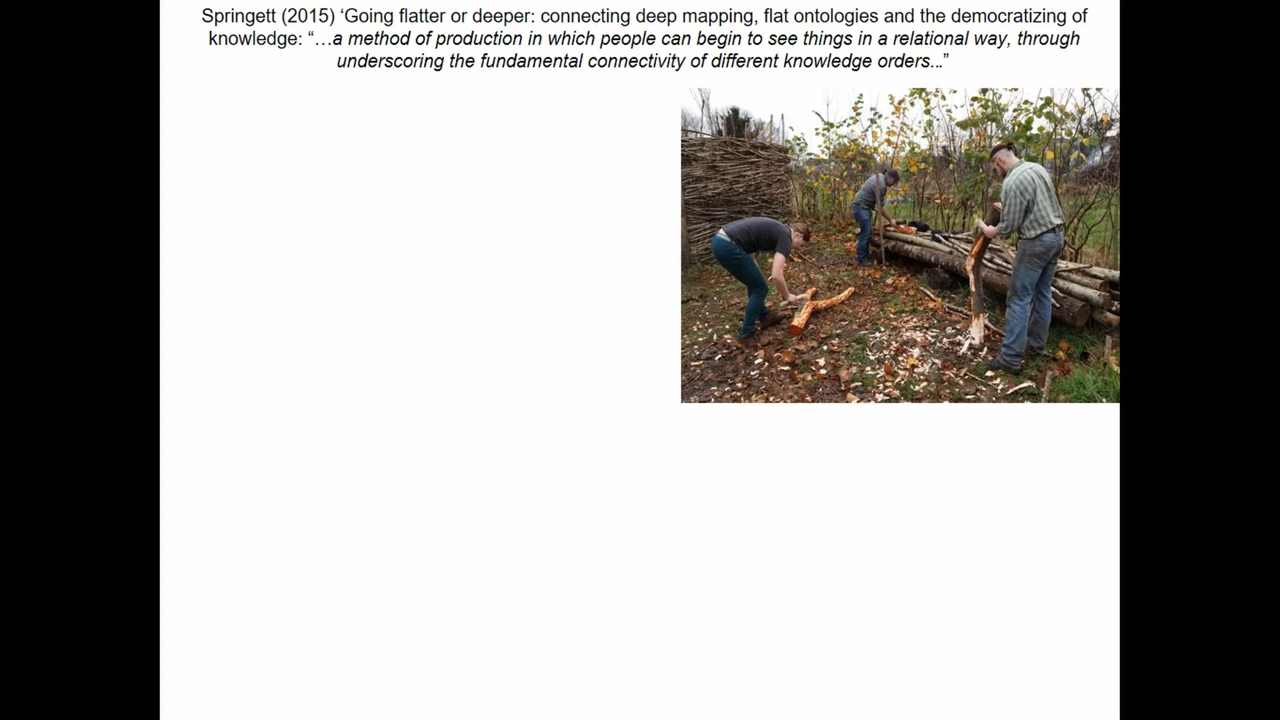 Springett (2015) ‘Going flatter or deeper: connecting deep mapping, flat ontologies and the democratizing of
knowledge: “…a method of production in which people can begin to see things in a relational way, through
underscoring the fundamental connectivity of different knowledge orders...”